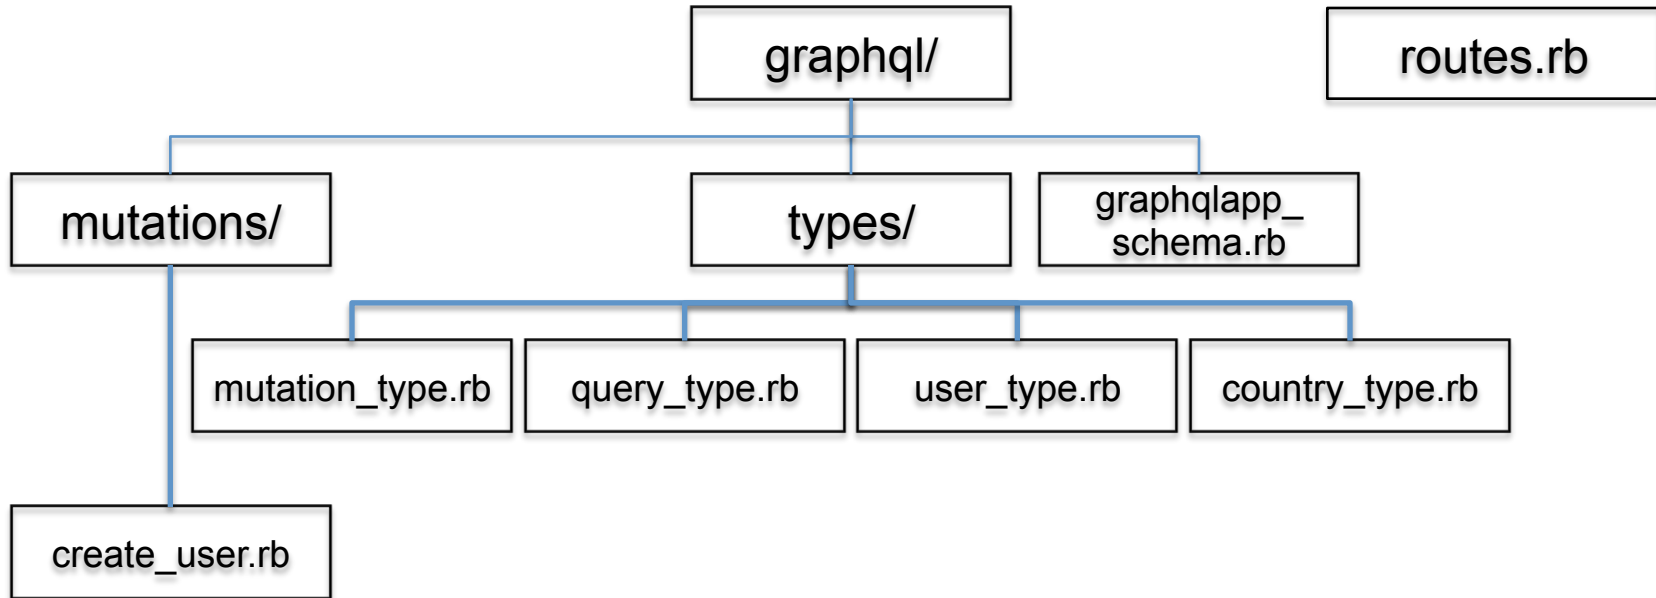 graphql/
routes.rb
mutations/
types/
graphqlapp_
schema.rb
mutation_type.rb
query_type.rb
user_type.rb
country_type.rb
create_user.rb